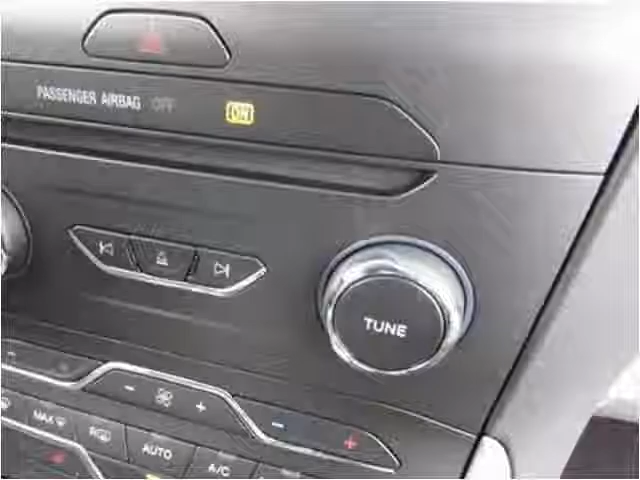 PASSENGER AIRBAG OFF ON
TUNE
MAX R
AUTO
A/C